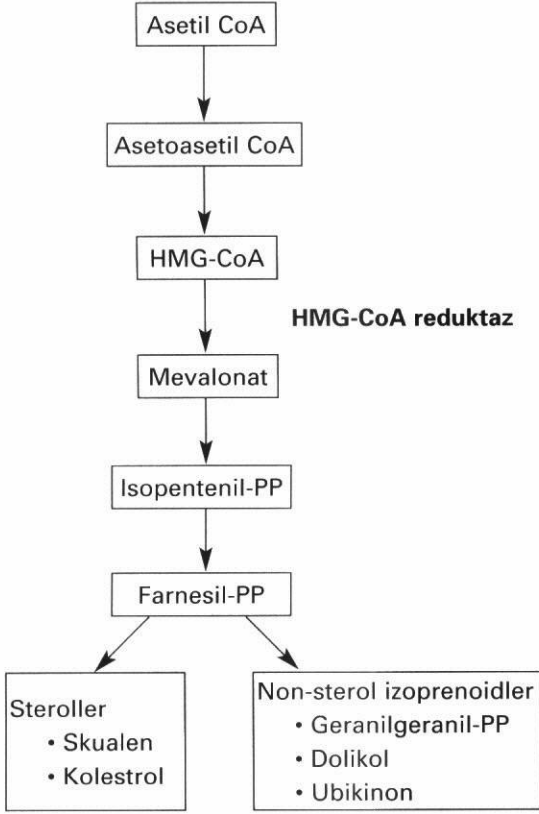 Asetil CoA
Asetoasetil CoA
HMG-CoA
HMG-CoA reduktaz
Mevalonat
Isopentenil-PP
Farnesil-PP
Steroller
• Skualen
• Kolestrol
Non-sterol izoprenoidler
• Geranilgeranil-PP
• Dolikol
• Ubikinon